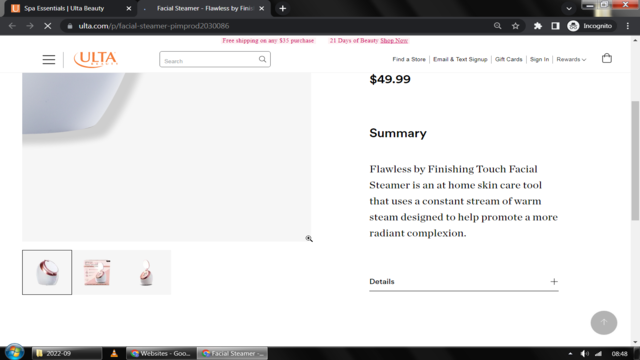 Spa Essentials | Ulta Beauty
Facial Steamer - Flawless by Finish
ulta.com/p/facial-steamer-pimprod2030086
Incognito
Free shipping on any $35 purchase
21 Days of Beauty Shop Now
ULTA
BEAUTY
Search
Find a Store
Email & Text Signup
Gift Cards
Sign In
Rewards
$49.99
Summary
Flawless by Finishing Touch Facial
Steamer is an at home skin care tool
that uses a constant stream of warm
steam designed to help promote a more
radiant complexion.
Details
2022-09
Websites - Goo...
Facial Steamer -...
08:48